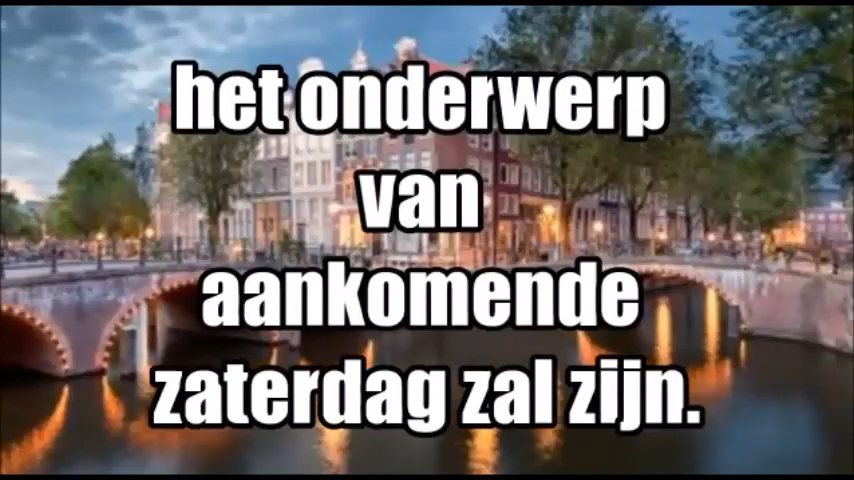 het onderwerp
van
aankomende
zaterdag zal zijn.